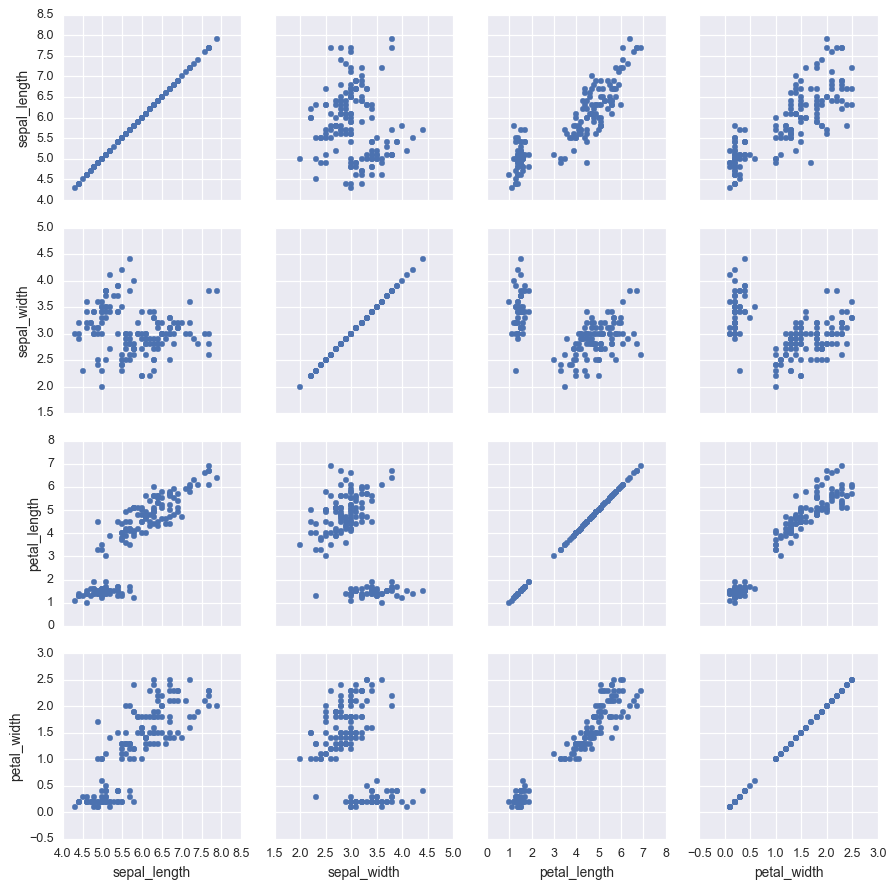 8.5
8.0
7.5
7.0
6.5
6.0
5.5
5.0
4.5
4.0
sepal_length
5.0
4.5
4.0
3.5
3.0
2.5
2.0
1.5
sepal_width
8
7
6
5
4
3
2
1
0
petal_length
3.0
2.5
2.0
1.5
1.0
0.5
0.0
−0.5
petal_width
4.0 4.5 5.0 5.5 6.0 6.5 7.0 7.5 8.0 8.5
sepal_length
1.5 2.0 2.5 3.0 3.5 4.0 4.5 5.0
sepal_width
0 1 2 3 4 5 6 7 8
petal_length
−0.5 0.0 0.5 1.0 1.5 2.0 2.5 3.0
petal_width